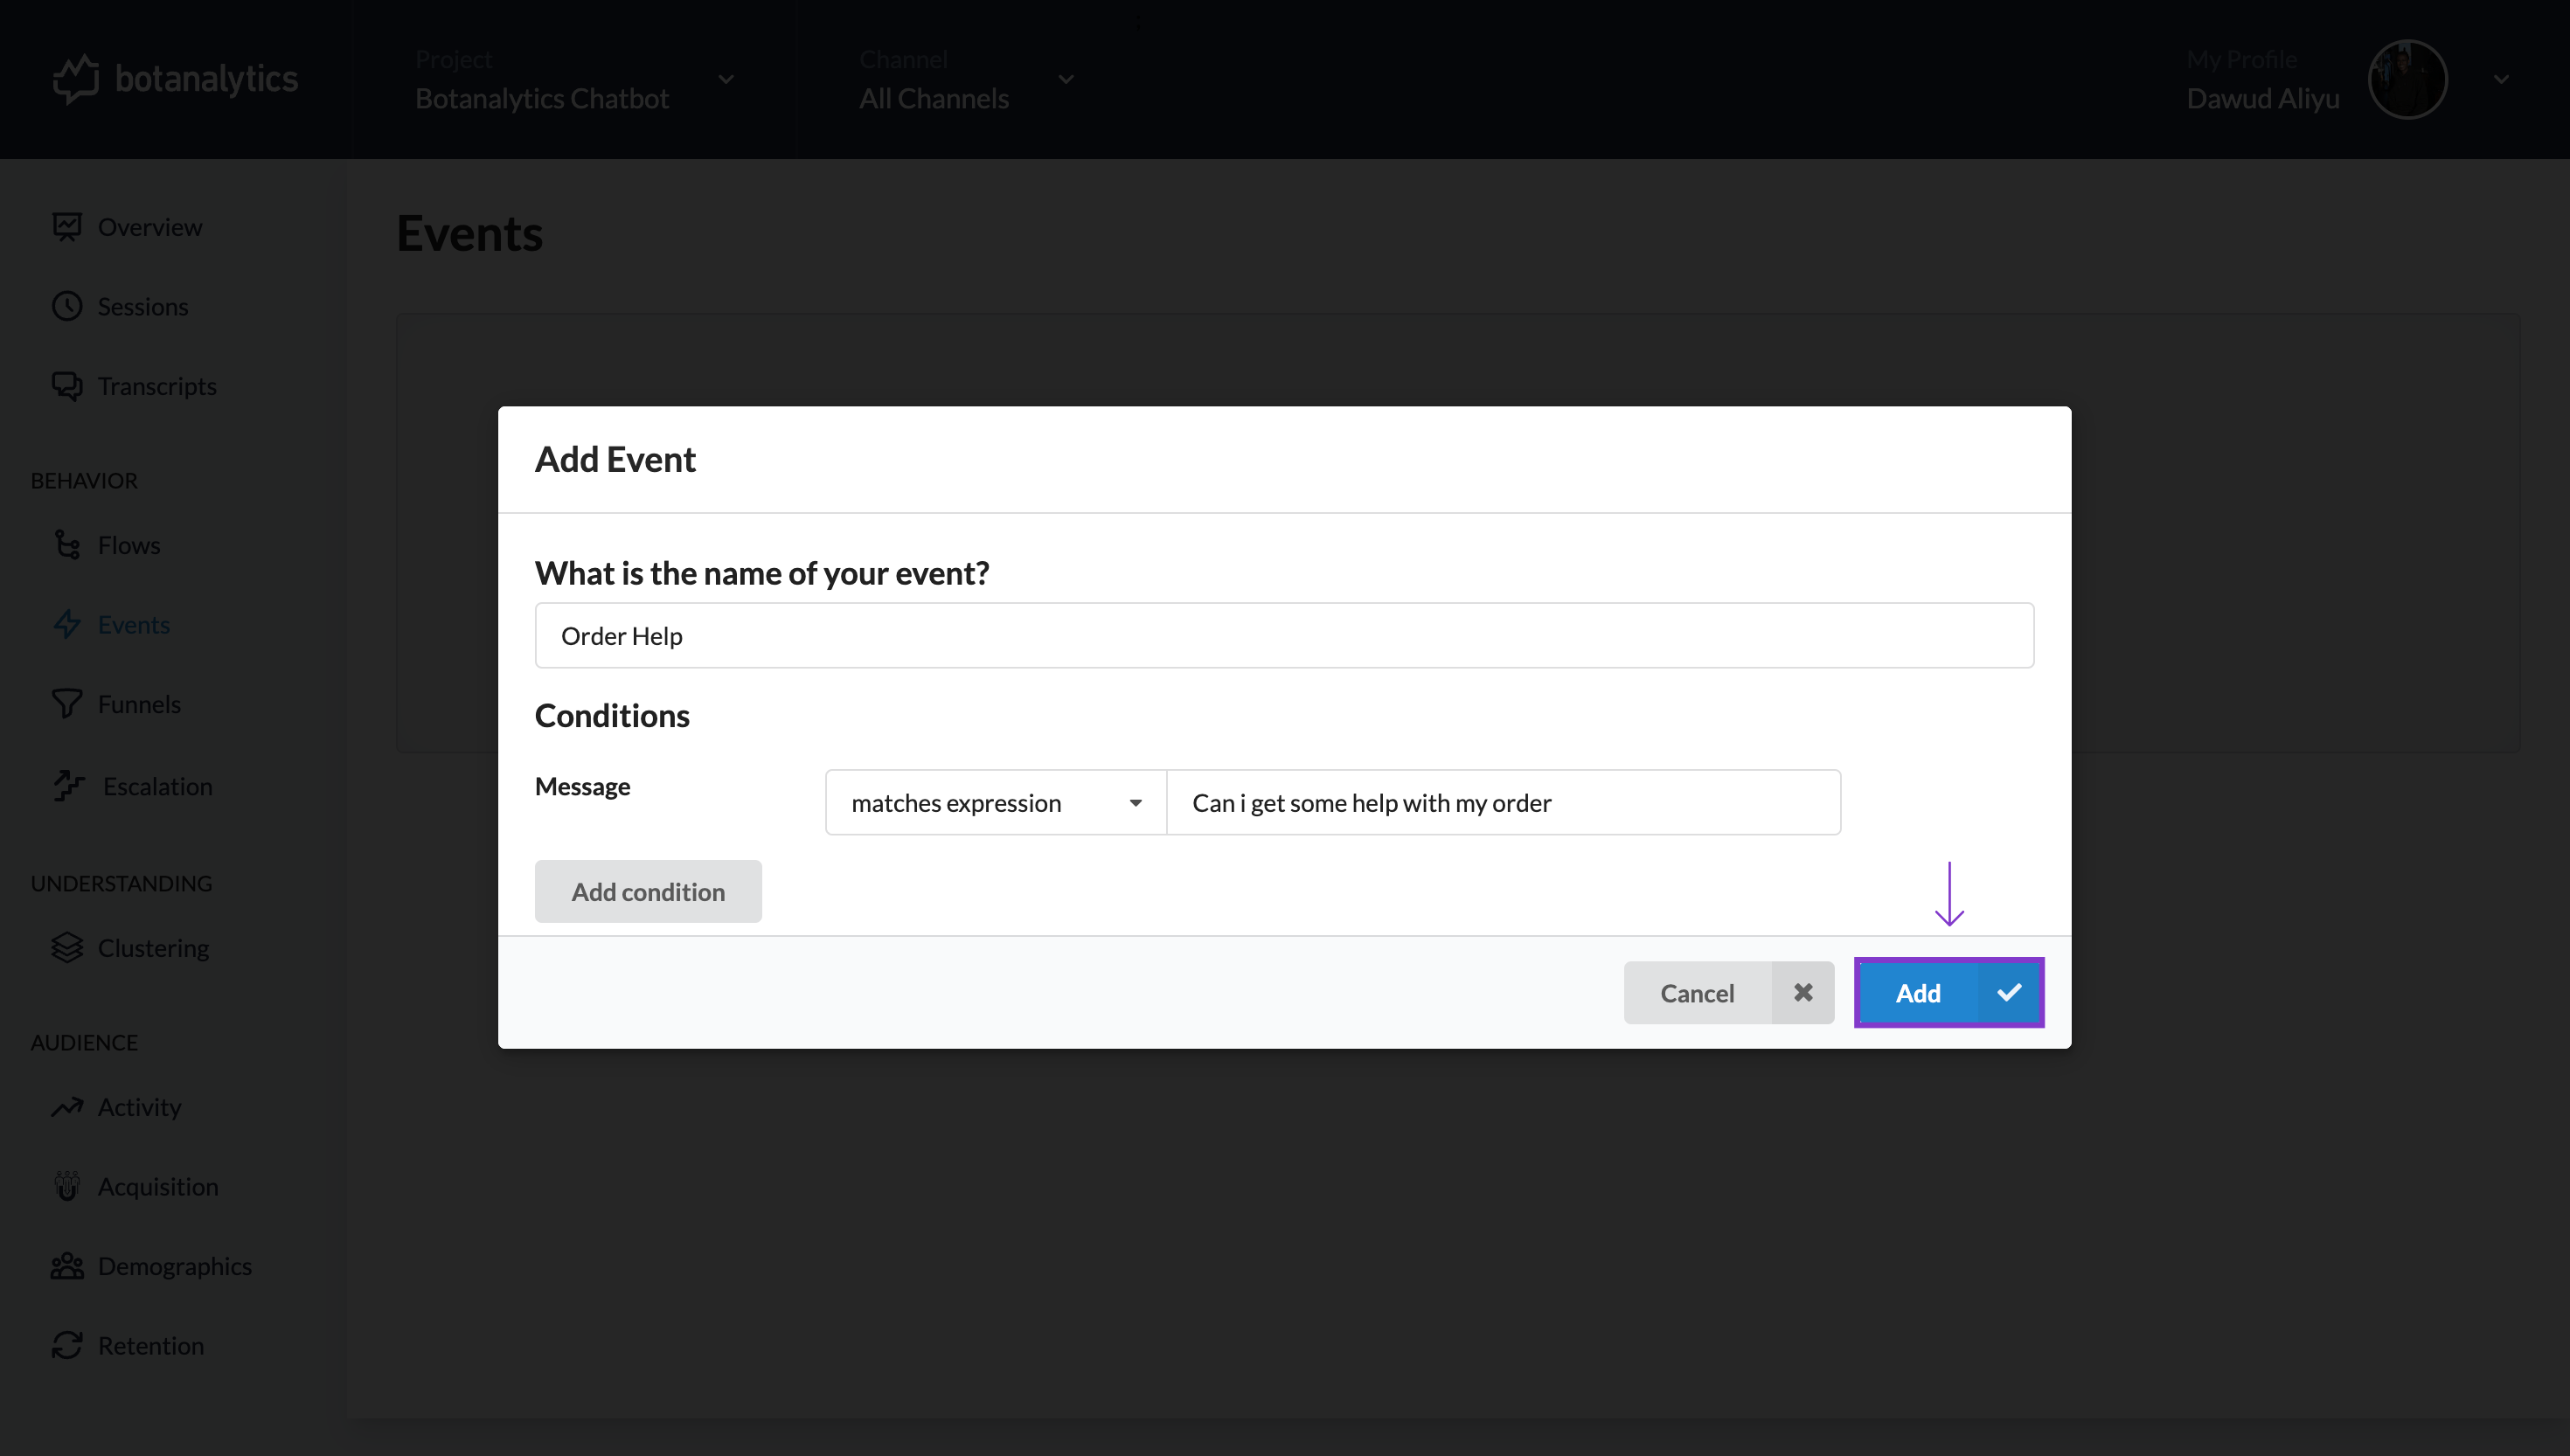 botanalytics
Project
Botanalytics Chatbot
Channel
All Channels
My Profile
Dawud Aliyu
Overview
Sessions
Transcripts
BEHAVIOR
Flows
Events
Funnels
Escalation
UNDERSTANDING
Clustering
AUDIENCE
Activity
Acquisition
Demographics
Retention
Events
Add Event
What is the name of your event?
Order Help
Conditions
Message
matches expression
Can i get some help with my order
Add condition
Cancel
Add